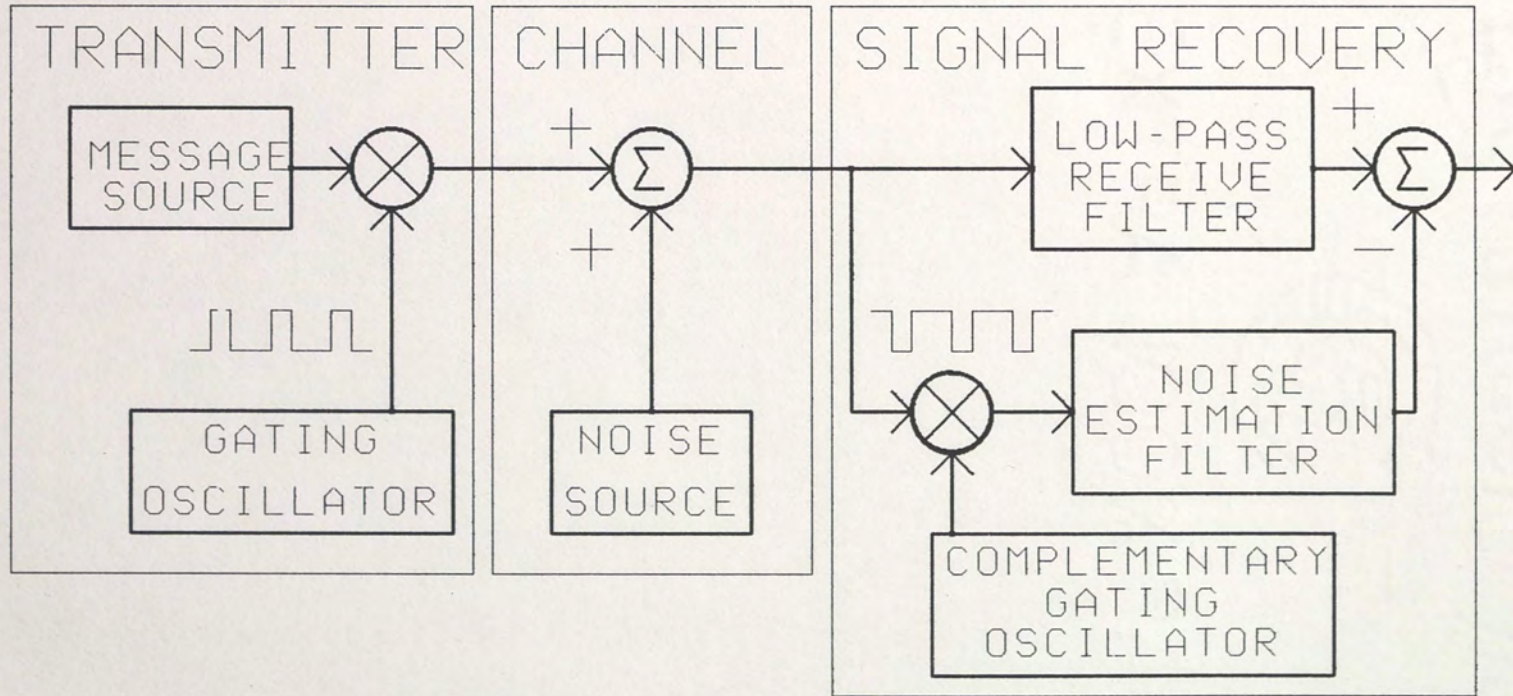 TRANSMITTER
MESSAGE
SOURCE
GATING
OSCILLATOR
CHANNEL
+
Σ
+
NOISE
SOURCE
SIGNAL RECOVERY
LOW-PASS
RECEIVE
FILTER
+
Σ
-
NOISE
ESTIMATION
FILTER
COMPLEMENTARY
GATING
OSCILLATOR